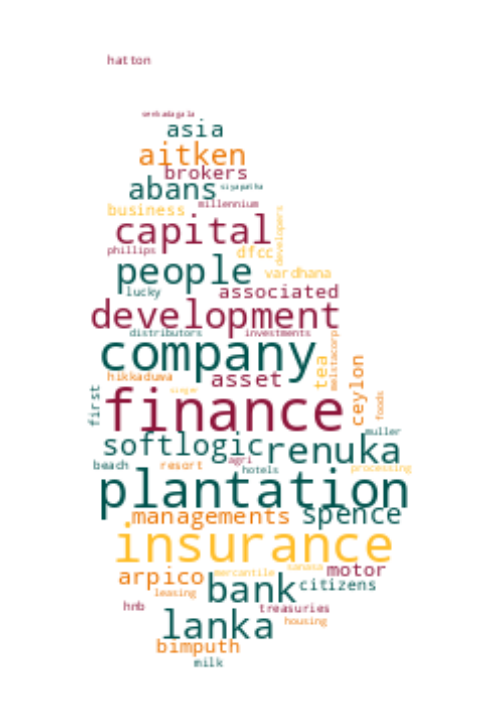 hatton
senkadagala
asia
aitken
brokers
abans siyapatha
millennium
business
developers
capital
phillips
dfcc
people vardhana
lucky
associated
development
distributors investments
melstacorp
company
tea
ceylon
hikkaduwa
asset
singer
first
foods
finance
muller
softlogic renuka
beach resort agri
hotels
processing
plantation
managements spence
insurance
arpico mercantile sanasa motor
leasing
bank citizens
hnb
treasuries
lanka housing
bimputh
milk